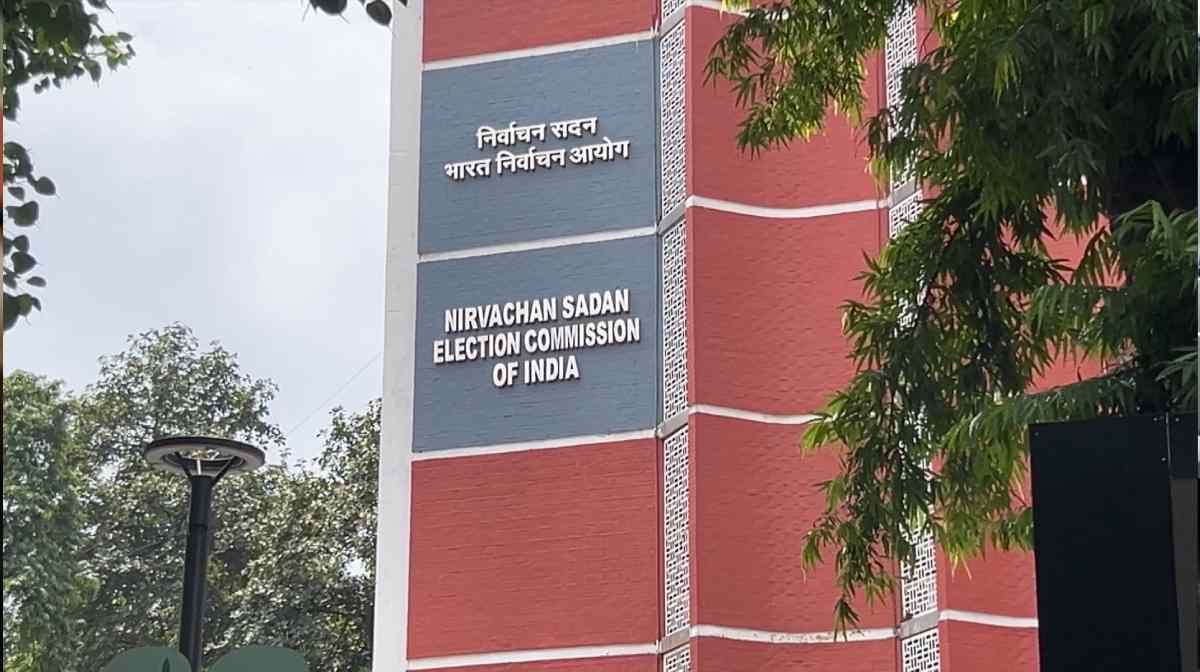 निर्वाचन सदन
भारत निर्वाचन आयोग
NIRVACHAN SADAN
ELECTION COMMISSION
OF INDIA